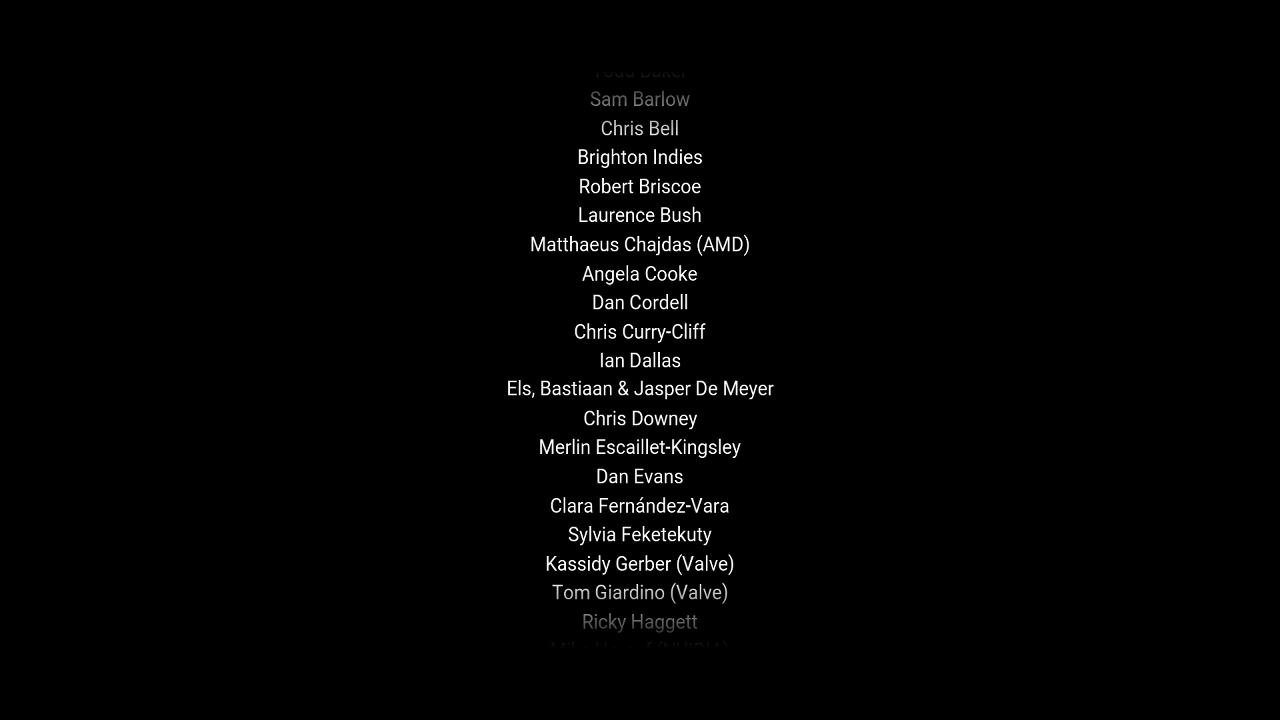 Todd Baker
Sam Barlow
Chris Bell
Brighton Indies
Robert Briscoe
Laurence Bush
Matthaeus Chajdas (AMD)
Angela Cooke
Dan Cordell
Chris Curry-Cliff
Ian Dallas
Els, Bastiaan & Jasper De Meyer
Chris Downey
Merlin Escaillet-Kingsley
Dan Evans
Clara Fernández-Vara
Sylvia Feketekuty
Kassidy Gerber (Valve)
Tom Giardino (Valve)
Ricky Haggett